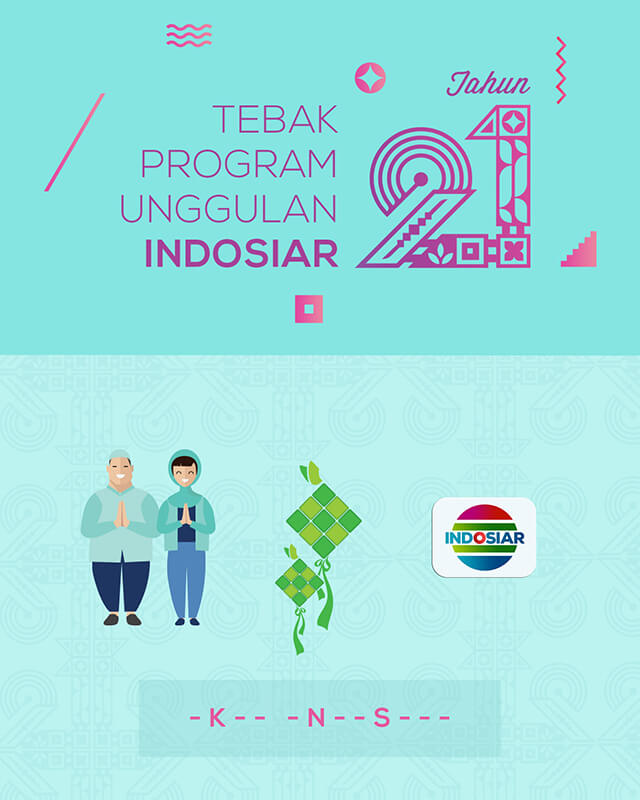 Tahun
21
TEBAK
PROGRAM
UNGGULAN
INDOSIAR
INDOSIAR
-K-- -N--S---